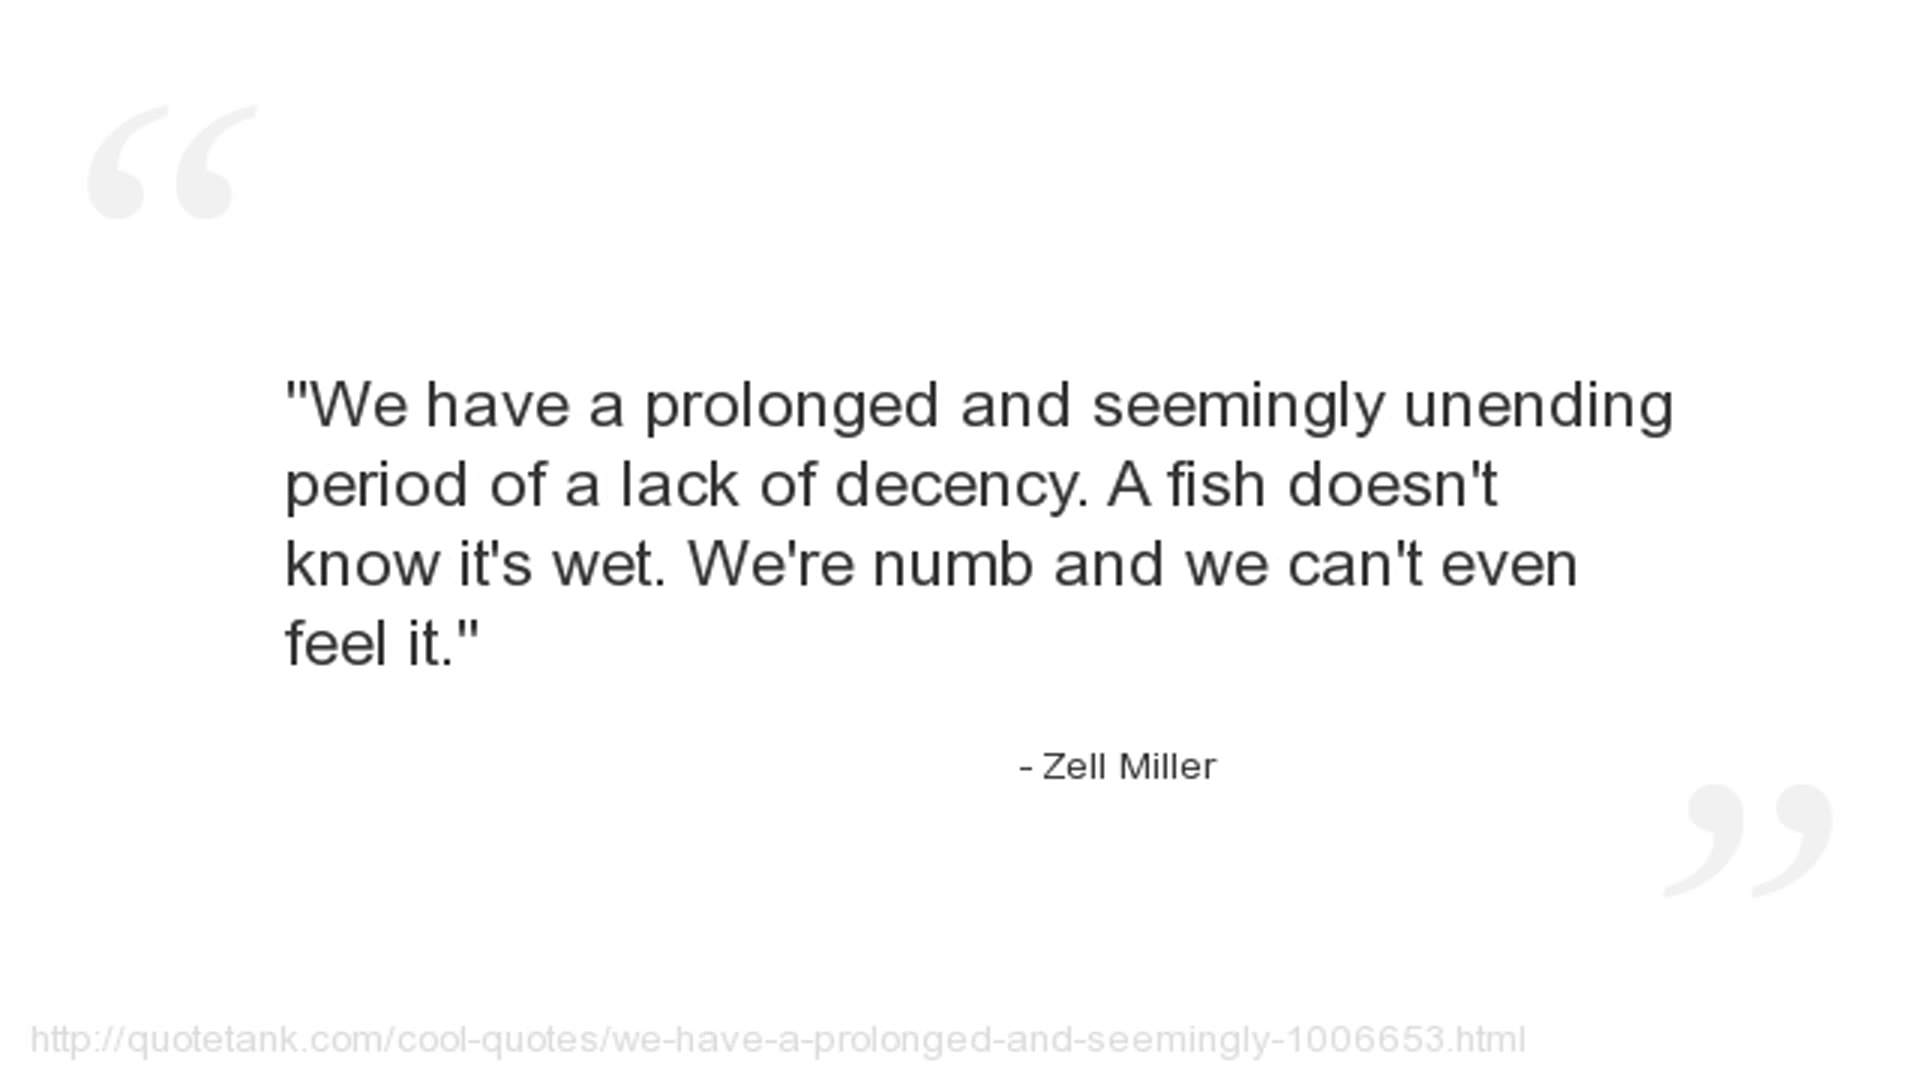 "We have a prolonged and seemingly unending
period of a lack of decency. A fish doesn't
know it's wet. We're numb and we can't even
feel it."
- Zell Miller
http://quotetank.com/cool-quotes/we-have-a-prolonged-and-seemingly-1006653.html